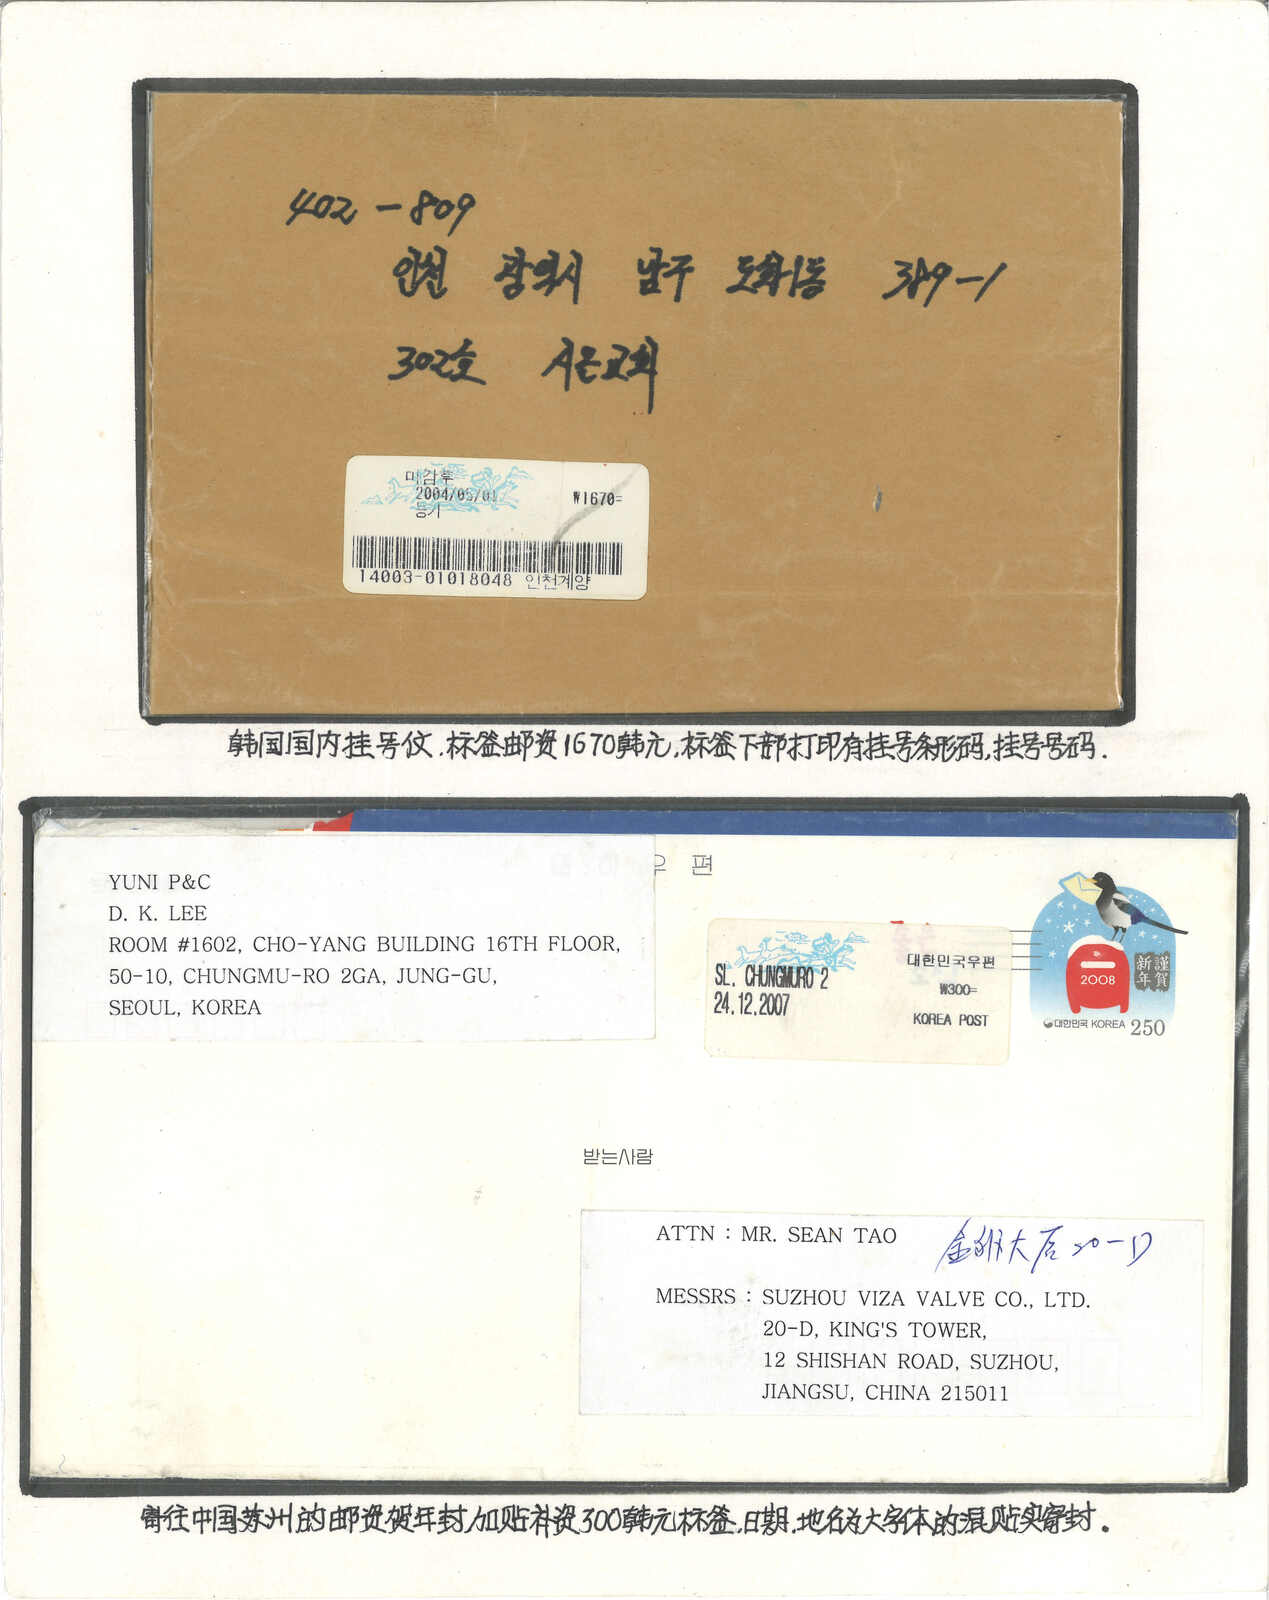 402-809
인천 광역시 남구 도화1동 389-1
302호 시온교회
마감후
2004/05/01
등기
₩1670=
14003-01018048 인천계양
韩国国内挂号仪.标签邮资1670韩元,标签下部打印有挂号条形码,挂号号码.
YUNI P&C
D. K. LEE
ROOM #1602, CHO-YANG BUILDING 16TH FLOOR,
50-10, CHUNGMU-RO 2GA, JUNG-GU,
SEOUL, KOREA
우 편
SL. CHUNGMURO 2
24.12.2007
대한민국우편
₩300=
KOREA POST
2008
謹賀
新年
대한민국 KOREA 250
받는사람
ATTN : MR. SEAN TAO 金狮大厦20-D
MESSRS : SUZHOU VIZA VALVE CO., LTD.
20-D, KING'S TOWER,
12 SHISHAN ROAD, SUZHOU,
JIANGSU, CHINA 215011
寄往中国苏州的邮资贺年封,加贴补资300韩元标签,日期,地名为大字体的混贴实寄封.